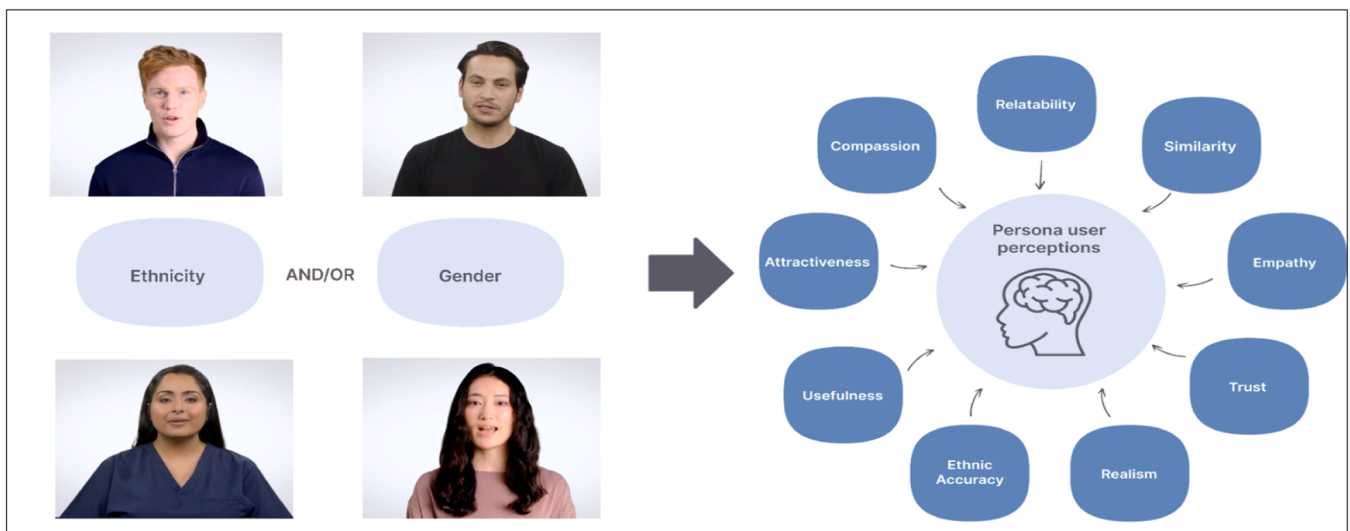 Ethnicity
AND/OR
Gender
Relatability
Compassion
Similarity
Persona user
perceptions
Attractiveness
Empathy
Usefulness
Trust
Ethnic
Accuracy
Realism